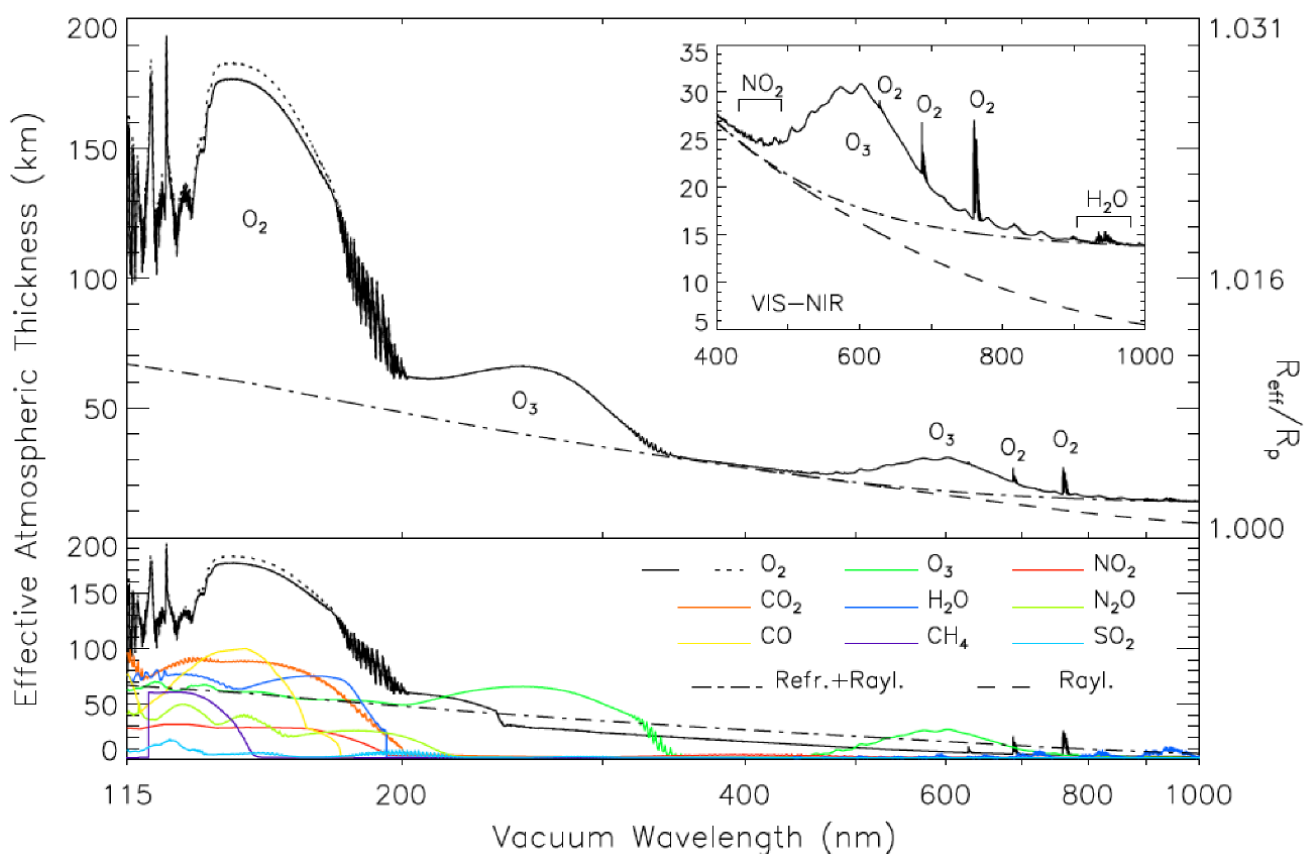 Effective Atmospheric Thickness (km)
200
150
100
50
O₂
O₃
O₃
O₂
O₂
1.031
1.016
1.000
R_eff/R_p
35
30
25
20
15
10
5
NO₂
O₃
O₂
O₂
O₂
H₂O
VIS–NIR
400 600 800 1000
200
150
100
50
0
O₂ O₃ NO₂
CO₂ H₂O N₂O
CO CH₄ SO₂
Refr.+Rayl. Rayl.
115 200 400 600 800 1000
Vacuum Wavelength (nm)